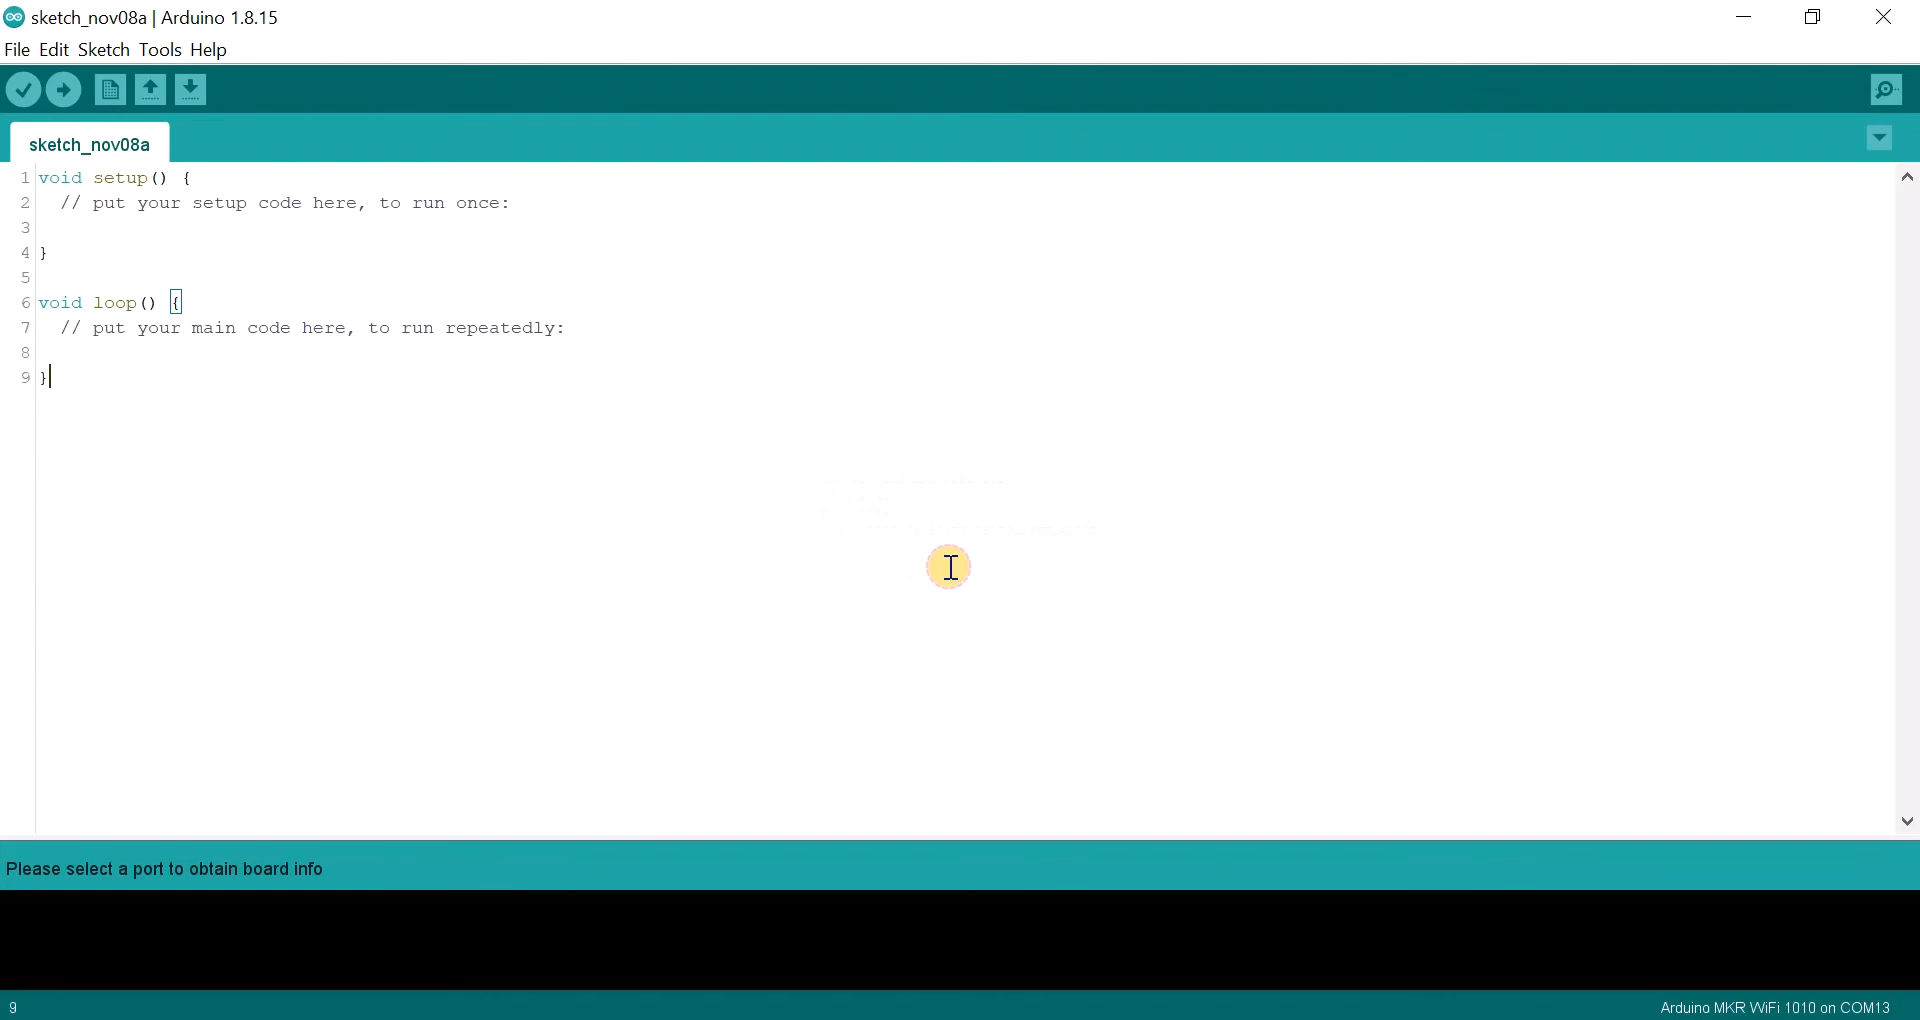 sketch_nov08a | Arduino 1.8.15
File Edit Sketch Tools Help
sketch_nov08a
1 void setup() {
2 // put your setup code here, to run once:
3
4 }
5
6 void loop() {
7 // put your main code here, to run repeatedly:
8
9 }
Please select a port to obtain board info
9 Arduino MKR WiFi 1010 on COM13